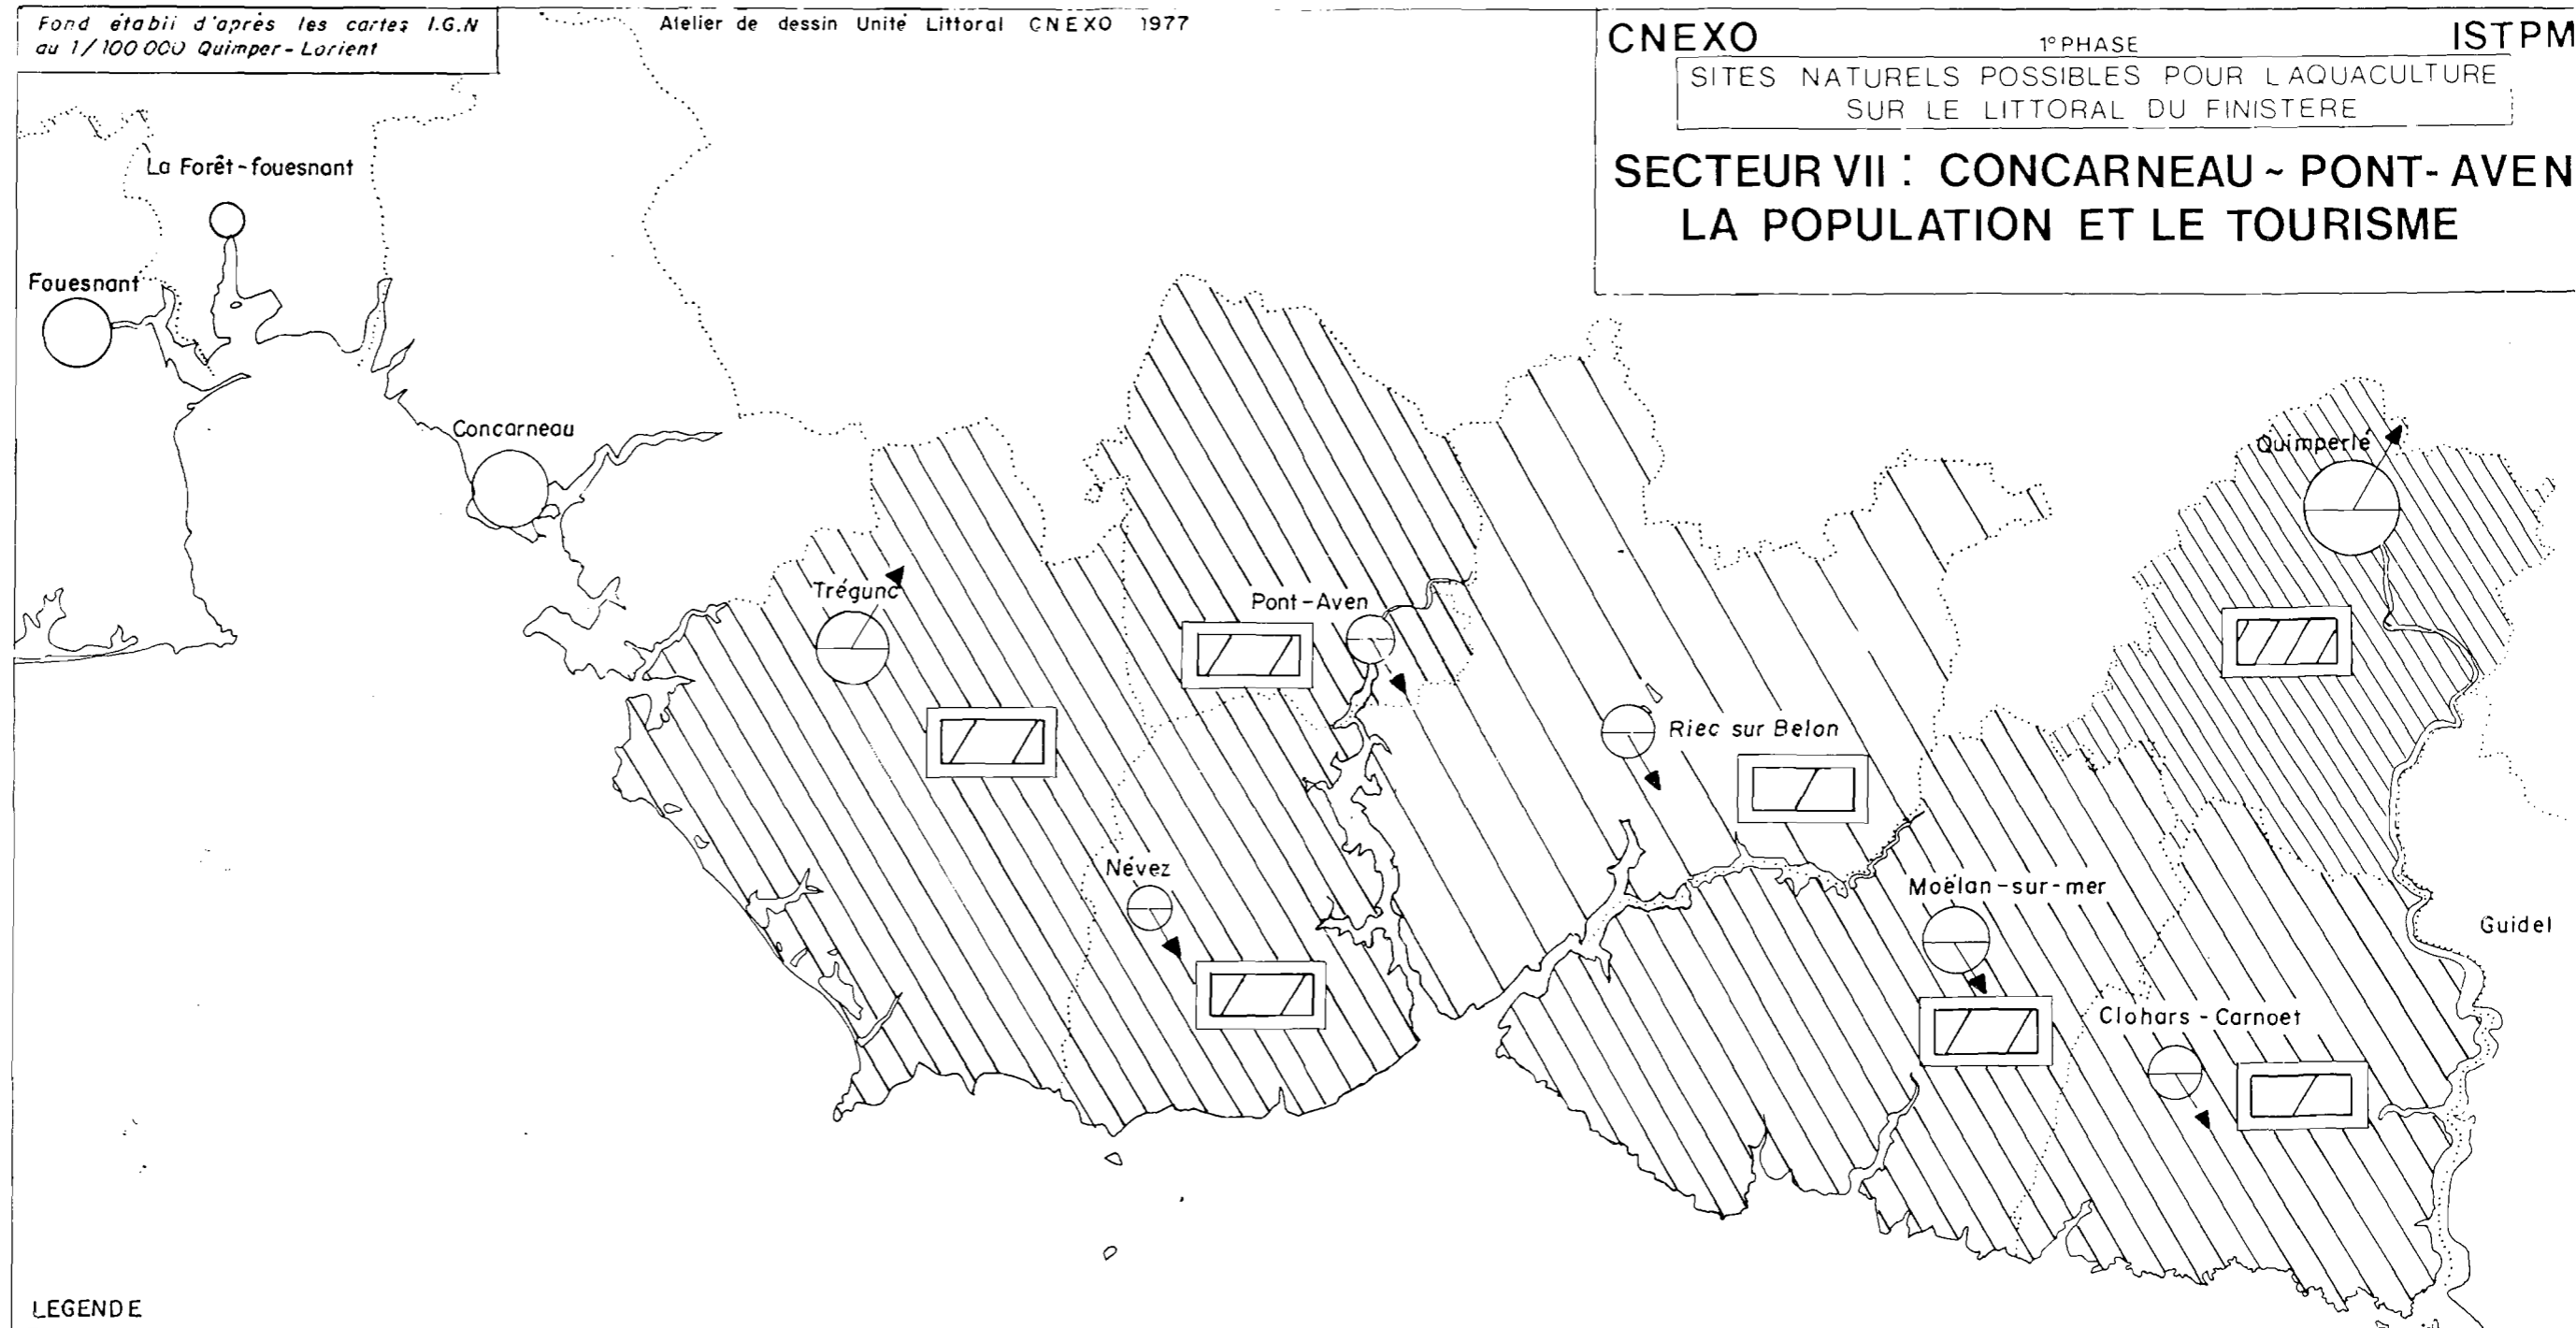 Fond établi d'après les cartes I.G.N
au 1/100 000 Quimper-Lorient
Atelier de dessin Unité Littoral CNEXO 1977
CNEXO 1° PHASE ISTPM
SITES NATURELS POSSIBLES POUR L AQUACULTURE
SUR LE LITTORAL DU FINISTERE
SECTEUR VII : CONCARNEAU ~ PONT-AVEN
LA POPULATION ET LE TOURISME
La Forêt-fouesnant
Fouesnant
Concarneau
Quimperlé
Trégunc
Pont-Aven
Riec sur Belon
Névez
Moëlan-sur-mer
Guidel
Clohars - Carnoet
LEGENDE